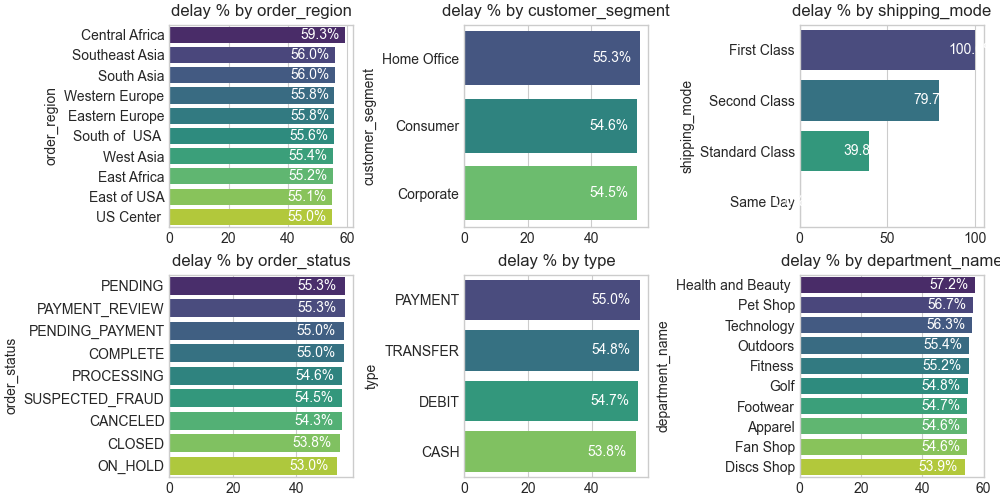 delay % by order_region
order_region
Central Africa 59.3%
Southeast Asia 56.0%
South Asia 56.0%
Western Europe 55.8%
Eastern Europe 55.8%
South of  USA 55.6%
West Asia 55.4%
East Africa 55.2%
East of USA 55.1%
US Center 55.0%
0 20 40 60
delay % by customer_segment
customer_segment
Home Office 55.3%
Consumer 54.6%
Corporate 54.5%
0 20 40
delay % by shipping_mode
shipping_mode
First Class 100.
Second Class 79.7
Standard Class 39.8
Same Day
0 50 100
delay % by order_status
order_status
PENDING 55.3%
PAYMENT_REVIEW 55.3%
PENDING_PAYMENT 55.0%
COMPLETE 55.0%
PROCESSING 54.6%
SUSPECTED_FRAUD 54.5%
CANCELED 54.3%
CLOSED 53.8%
ON_HOLD 53.0%
0 20 40
delay % by type
type
PAYMENT 55.0%
TRANSFER 54.8%
DEBIT 54.7%
CASH 53.8%
0 20 40
delay % by department_name
department_name
Health and Beauty 57.2%
Pet Shop 56.7%
Technology 56.3%
Outdoors 55.4%
Fitness 55.2%
Golf 54.8%
Footwear 54.7%
Apparel 54.6%
Fan Shop 54.6%
Discs Shop 53.9%
0 20 40 60